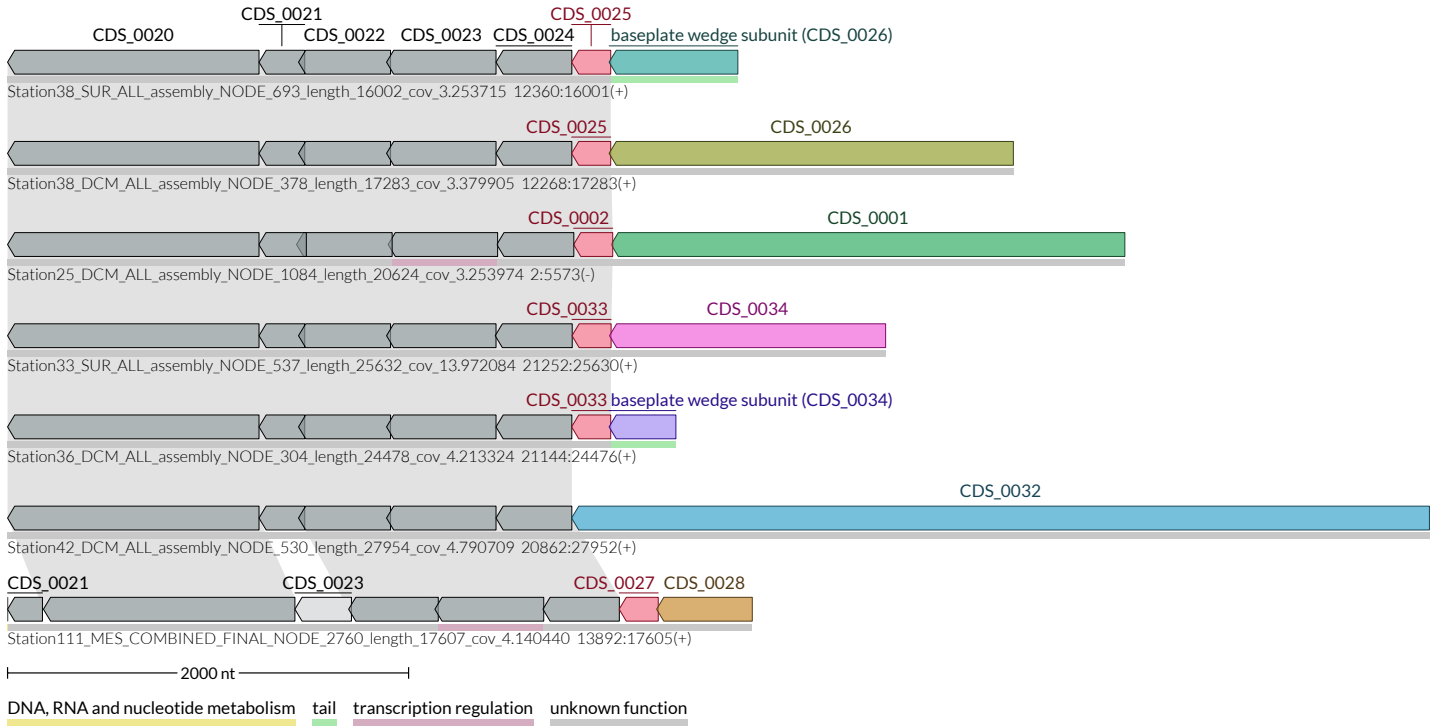 CDS_0021 CDS_0025
CDS_0020 CDS_0022 CDS_0023 CDS_0024 baseplate wedge subunit (CDS_0026)
Station38_SUR_ALL_assembly_NODE_693_length_16002_cov_3.253715 12360:16001(+)
CDS_0025 CDS_0026
Station38_DCM_ALL_assembly_NODE_378_length_17283_cov_3.379905 12268:17283(+)
CDS_0002 CDS_0001
Station25_DCM_ALL_assembly_NODE_1084_length_20624_cov_3.253974 2:5573(-)
CDS_0033 CDS_0034
Station33_SUR_ALL_assembly_NODE_537_length_25632_cov_13.972084 21252:25630(+)
CDS_0033 baseplate wedge subunit (CDS_0034)
Station36_DCM_ALL_assembly_NODE_304_length_24478_cov_4.213324 21144:24476(+)
CDS_0032
Station42_DCM_ALL_assembly_NODE_530_length_27954_cov_4.790709 20862:27952(+)
CDS_0021 CDS_0023 CDS_0027 CDS_0028
Station111_MES_COMBINED_FINAL_NODE_2760_length_17607_cov_4.140440 13892:17605(+)
2000 nt
DNA, RNA and nucleotide metabolism tail transcription regulation unknown function